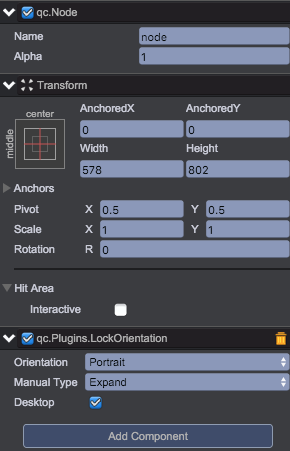 qc.Node
Name node
Alpha 1
Transform
center AnchoredX AnchoredY
middle 0 0
Width Height
578 802
Anchors
Pivot X 0.5 Y 0.5
Scale X 1 Y 1
Rotation R 0
Hit Area
Interactive
qc.Plugins.LockOrientation
Orientation Portrait
Manual Type Expand
Desktop
Add Component